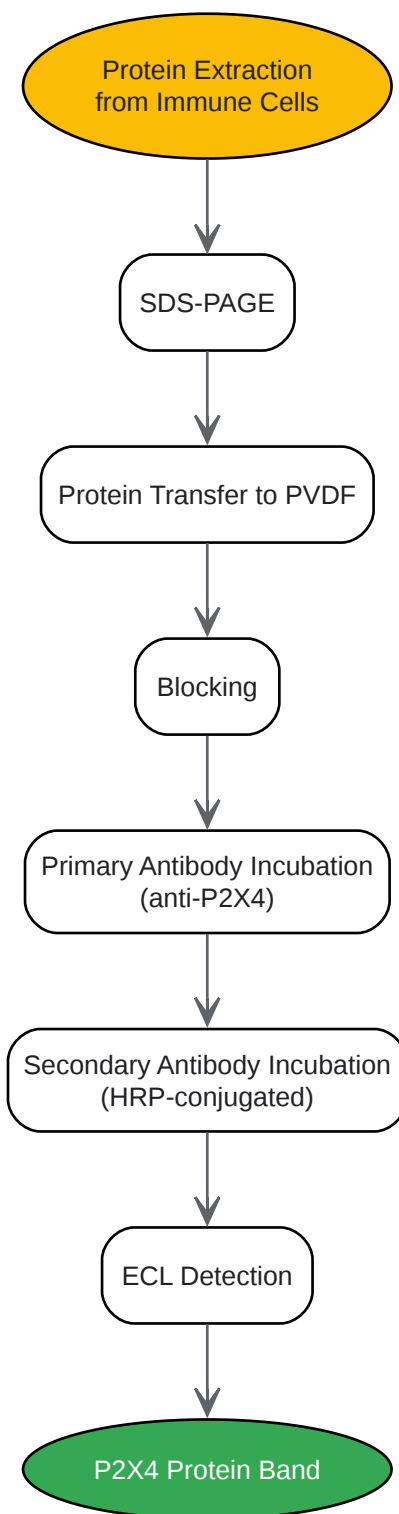 Protein Extraction
from Immune Cells
SDS-PAGE
Protein Transfer to PVDF
Blocking
Primary Antibody Incubation
(anti-P2X4)
Secondary Antibody Incubation
(HRP-conjugated)
ECL Detection
P2X4 Protein Band